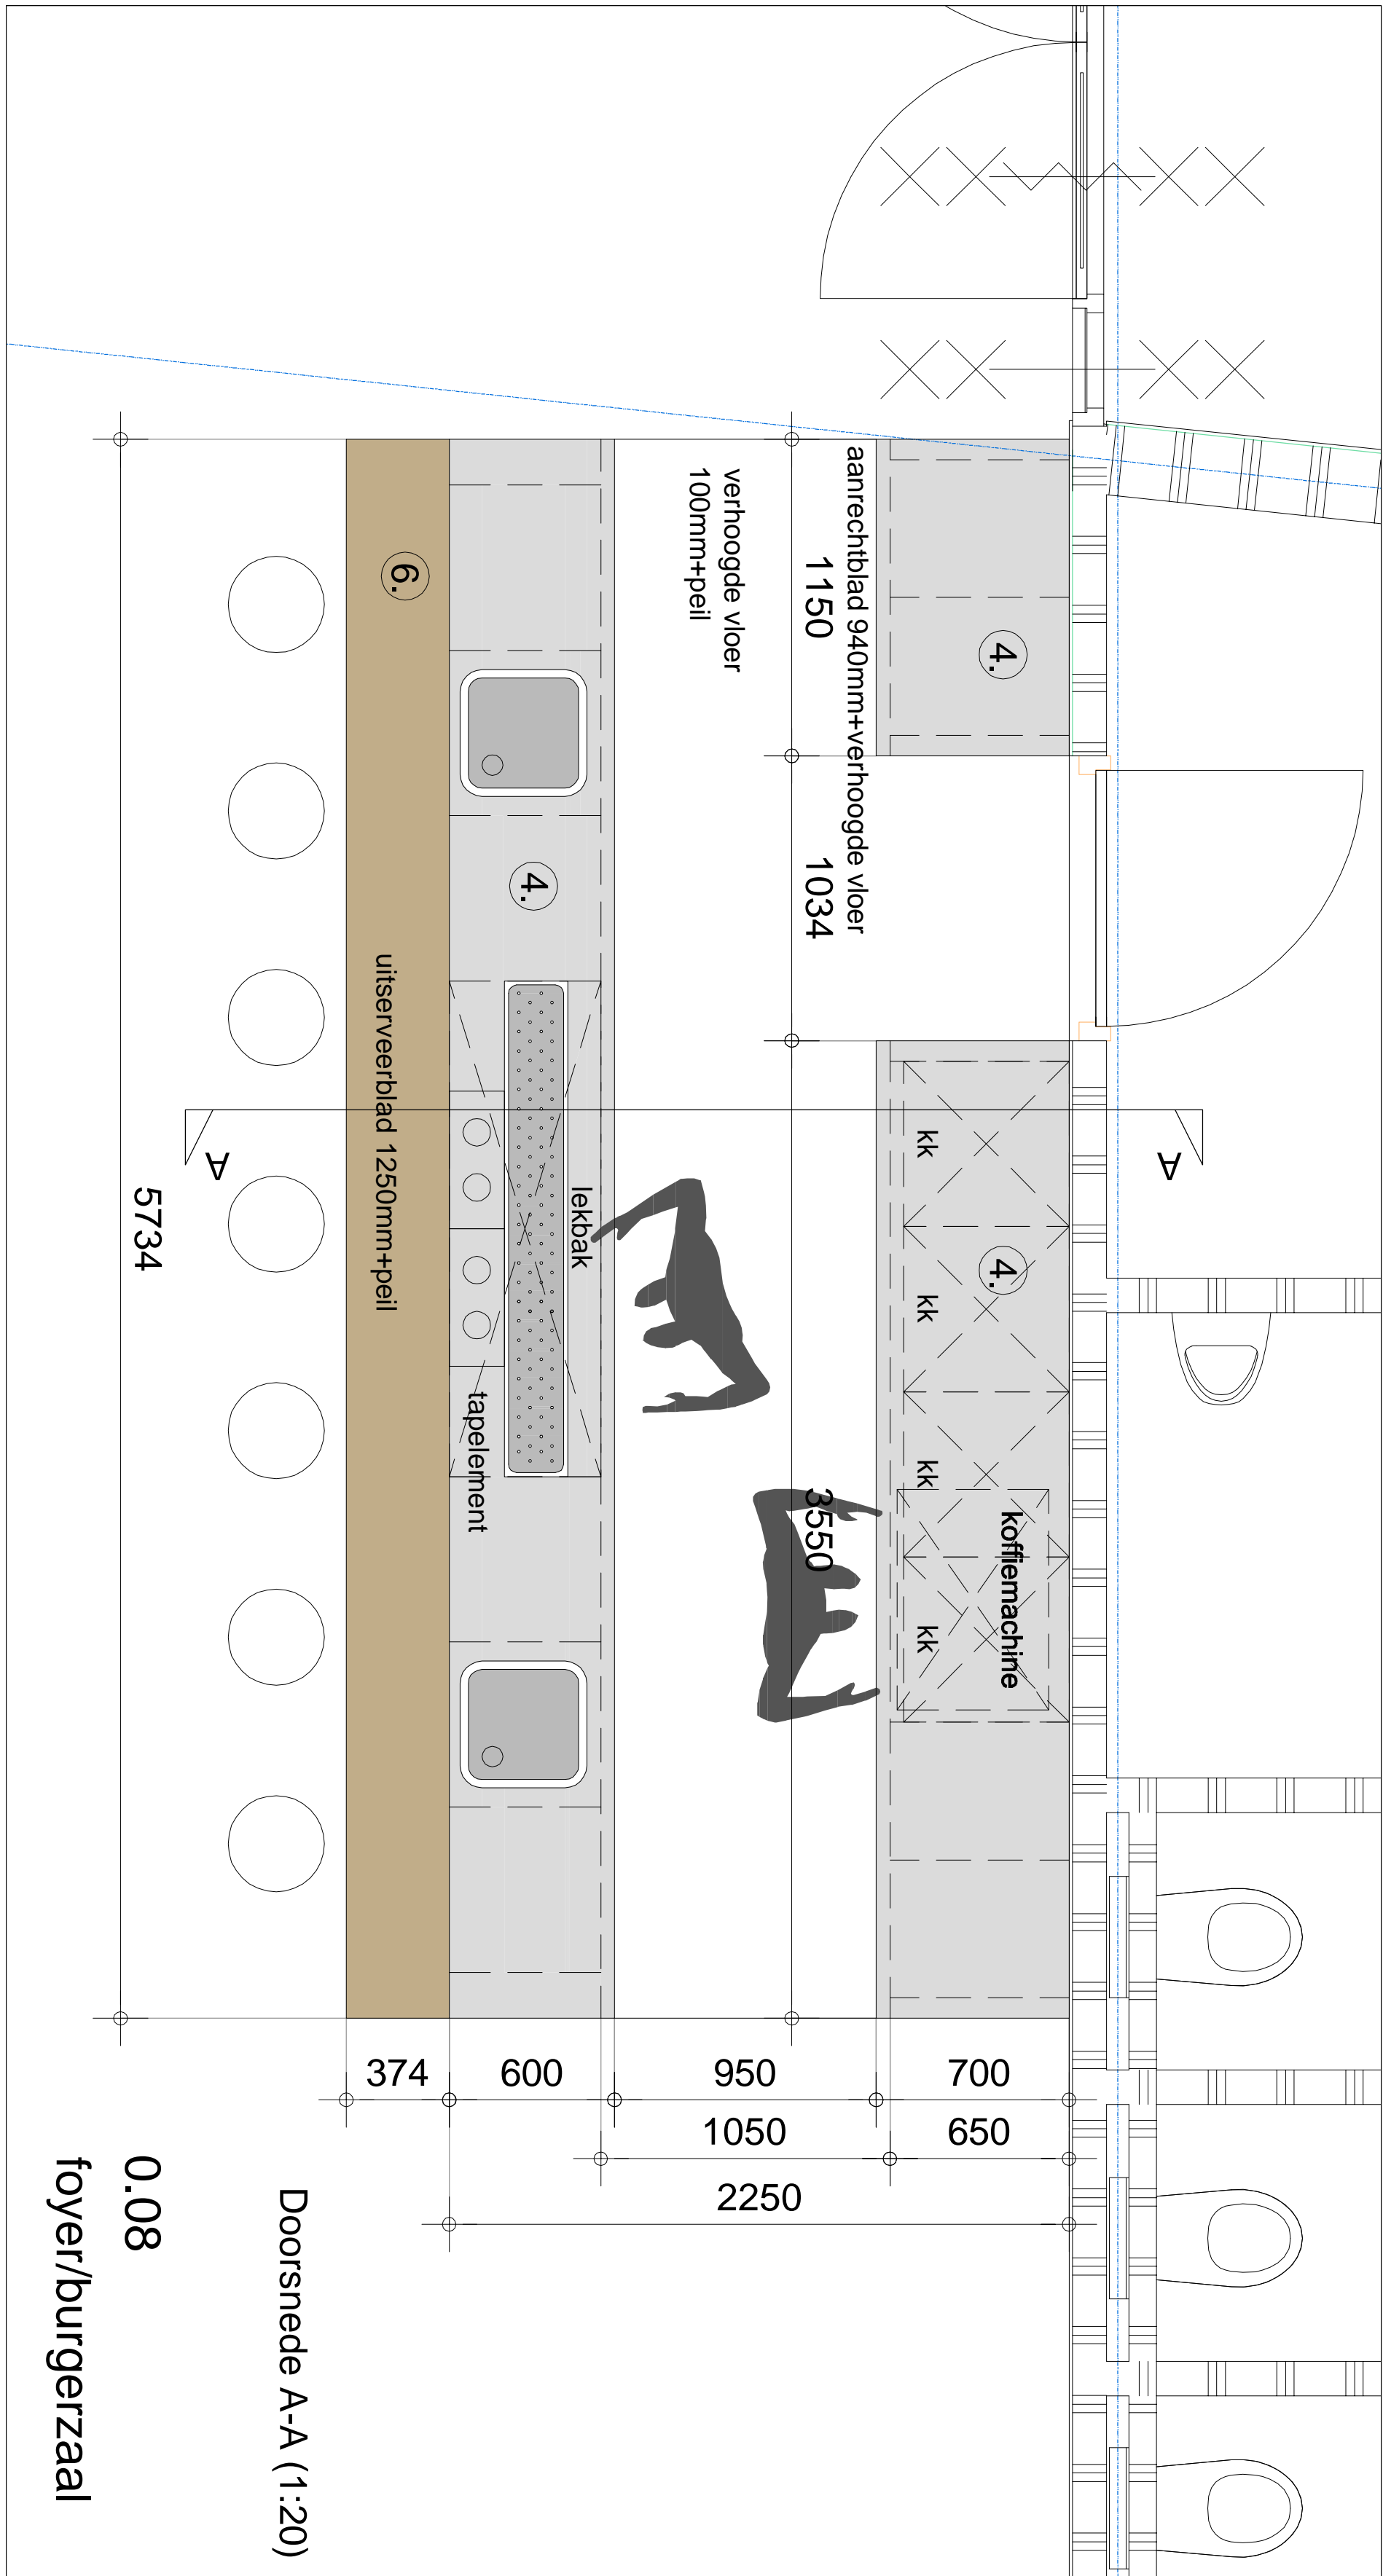 aanrechtblad 940mm+verhoogde vloer
1150
1034
3550
verhoogde vloer
100mm+peil
4.
4.
kk
kk
kk
kk
koffiemachine
A
A
4.
lekbak
tapelement
6.
uitserveerblad 1250mm+peil
5734
374
600
950
700
1050
650
2250
Doorsnede A-A (1:20)
0.08
foyer/burgerzaal